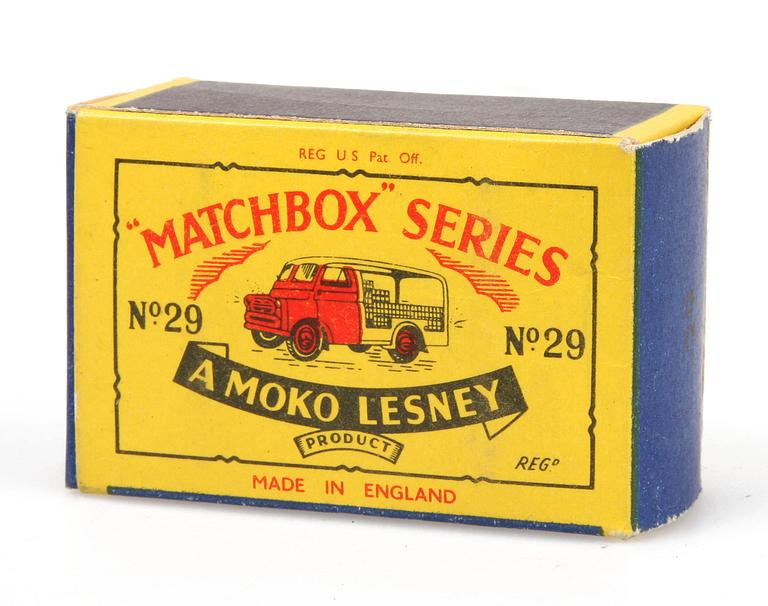 REG U S Pat. Off.
"MATCHBOX" SERIES
Nº29
Nº29
A MOKO LESNEY
PRODUCT
REGD
MADE IN ENGLAND